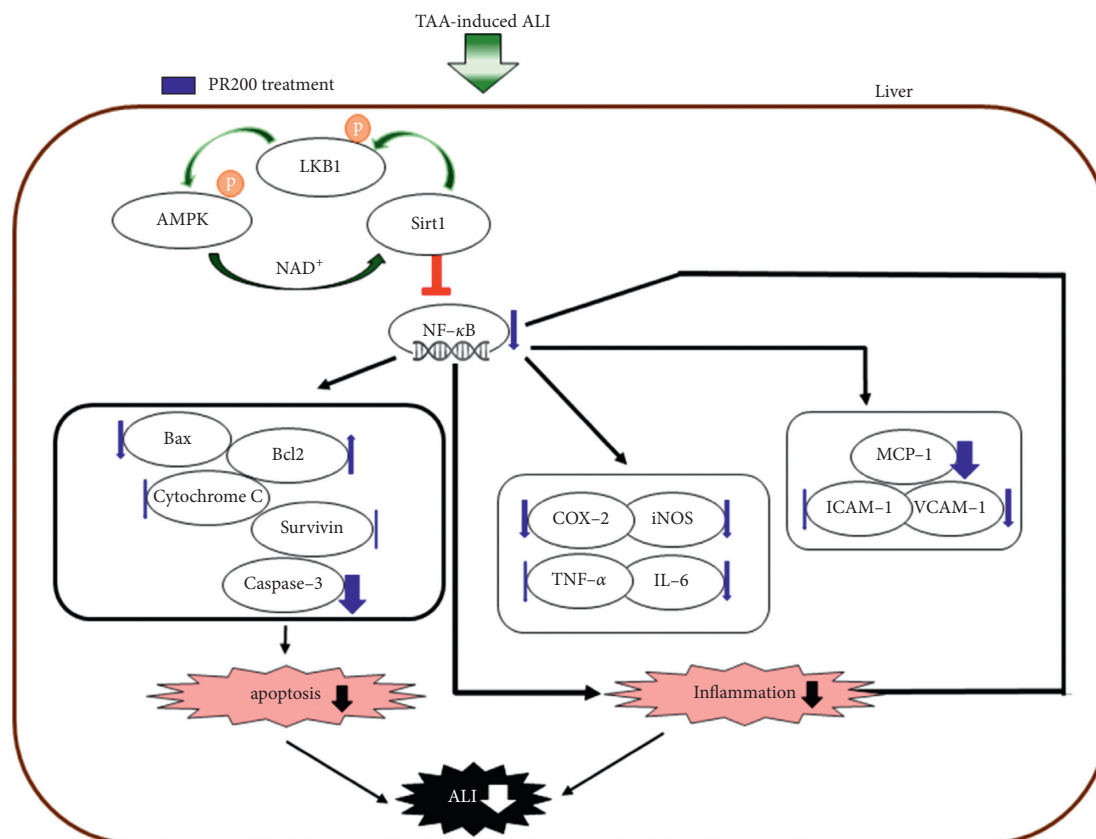 TAA-induced ALI
PR200 treatment
Liver
P
LKB1
P
AMPK
Sirt1
NAD⁺
NF–κB
Bax
Bcl2
Cytochrome C
Survivin
Caspase–3
COX–2
iNOS
TNF–α
IL–6
MCP–1
ICAM–1
VCAM–1
apoptosis
Inflammation
ALI